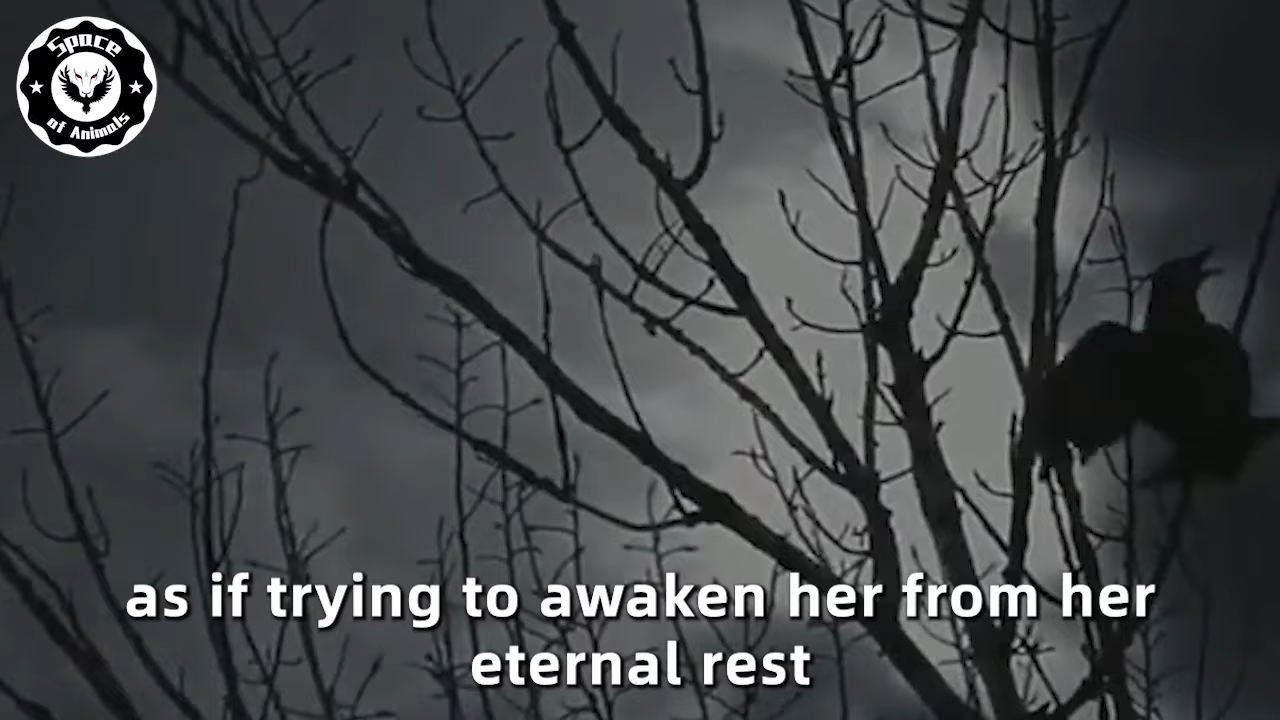 Space
of Animals
as if trying to awaken her from her
eternal rest